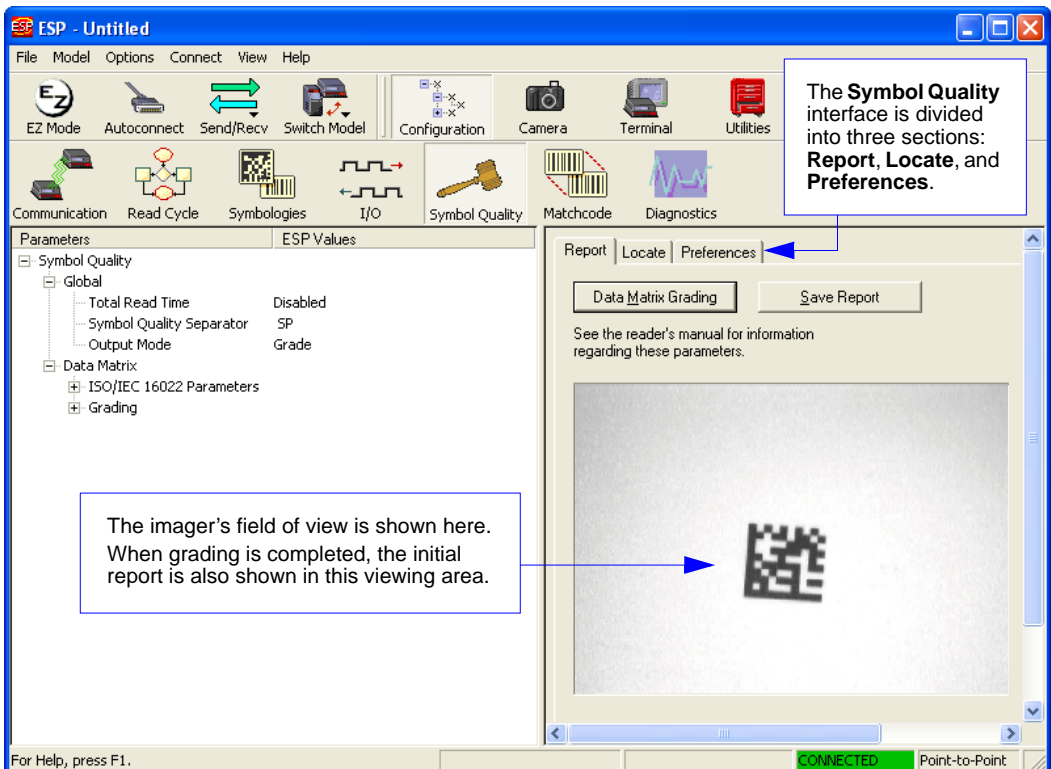 ESP - Untitled
File Model Options Connect View Help
EZ Mode Autoconnect Send/Recv Switch Model Configuration Camera Terminal Utilities
The Symbol Quality
interface is divided
into three sections:
Report, Locate, and
Preferences.
Communication Read Cycle Symbologies I/O Symbol Quality Matchcode Diagnostics
Parameters ESP Values
Symbol Quality
Global
Total Read Time Disabled
Symbol Quality Separator SP
Output Mode Grade
Data Matrix
ISO/IEC 16022 Parameters
Grading
Report Locate Preferences
Data Matrix Grading Save Report
See the reader's manual for information
regarding these parameters.
The imager’s field of view is shown here.
When grading is completed, the initial
report is also shown in this viewing area.
For Help, press F1. CONNECTED Point-to-Point